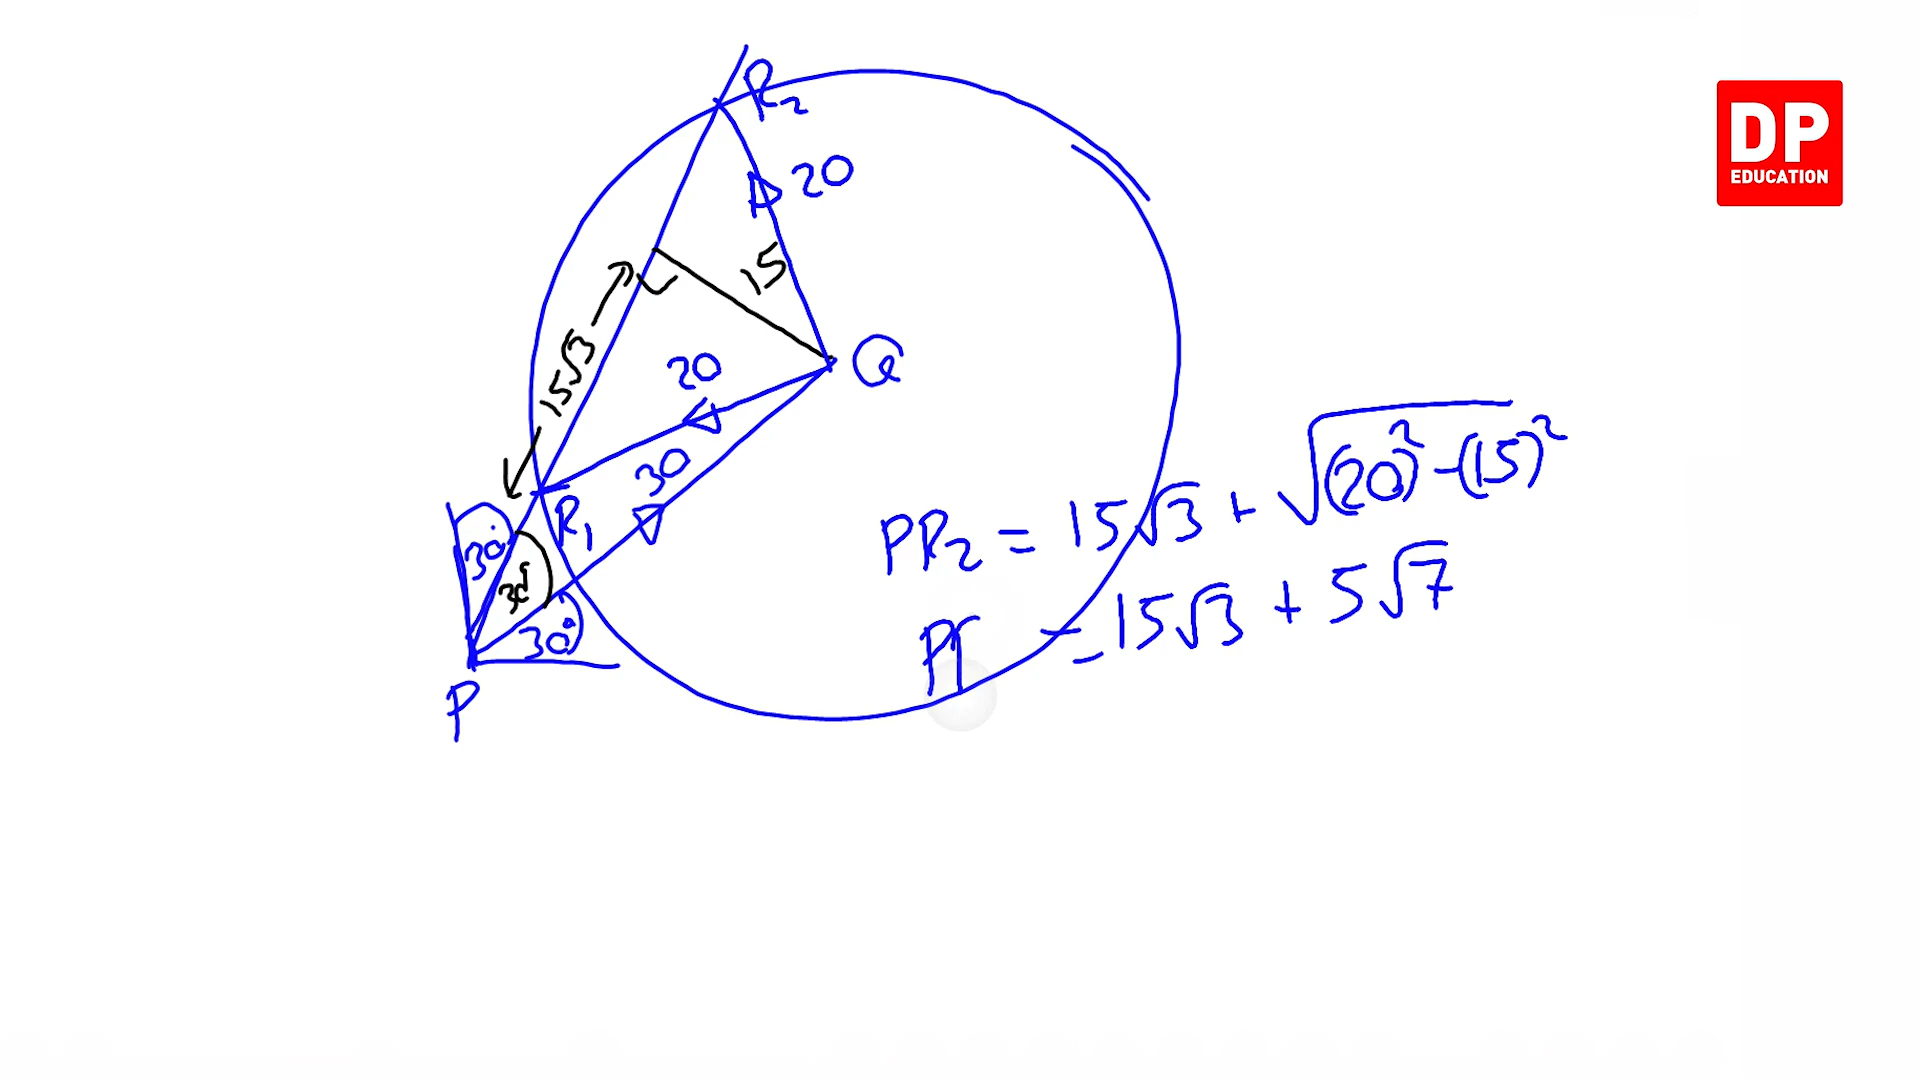 DP
EDUCATION
R₂
20
15
15√3
20
Q
30
R₁
30°
30°
30°
P
PR₂ = 15√3 + √(20)² - (15)²
= 15√3 + 5√7